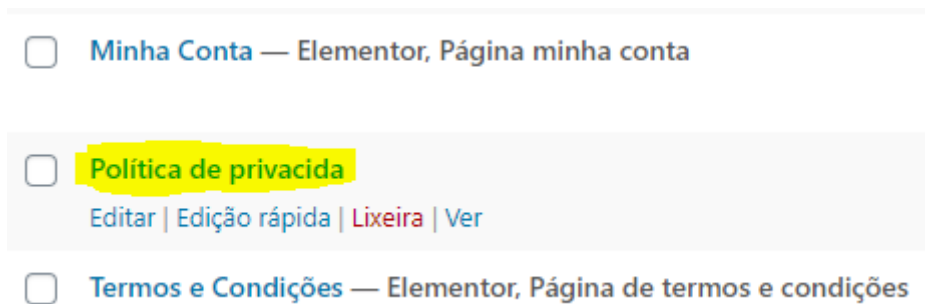 Minha Conta — Elementor, Página minha conta
Política de privacida
Editar | Edição rápida | Lixeira | Ver
Termos e Condições — Elementor, Página de termos e condições